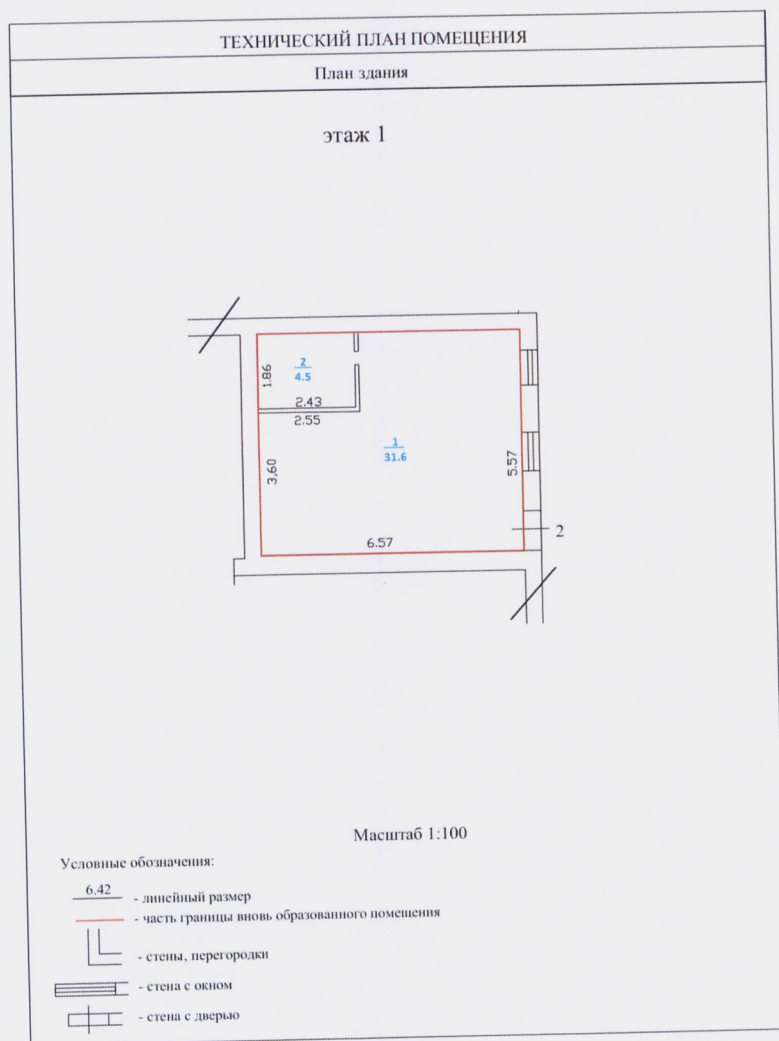 ТЕХНИЧЕСКИЙ ПЛАН ПОМЕЩЕНИЯ
План здания
этаж 1
1.86
2
4.5
2.43
2.55
1
31.6
3,60
5.57
2
6.57
Масштаб 1:100
Условные обозначения:
6.42 - линейный размер
- часть границы вновь образованного помещения
- стены, перегородки
- стена с окном
- стена с дверью